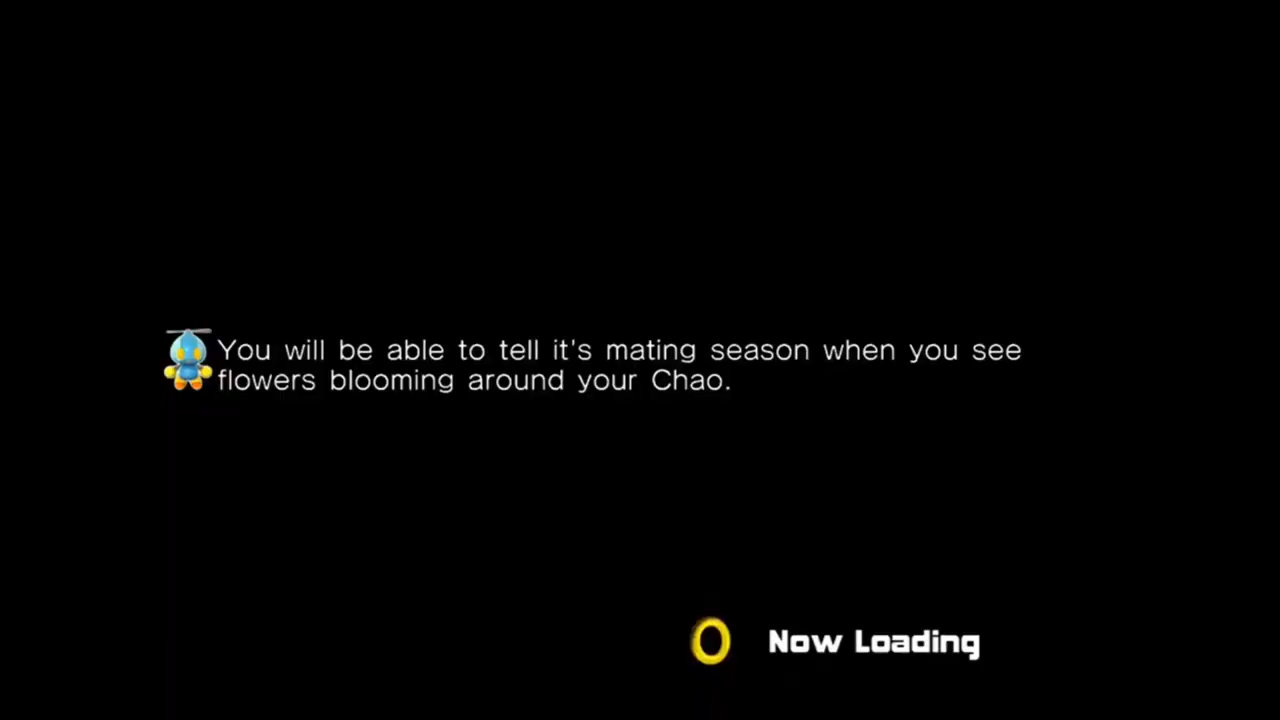 You will be able to tell it's mating season when you see
flowers blooming around your Chao.
Now Loading